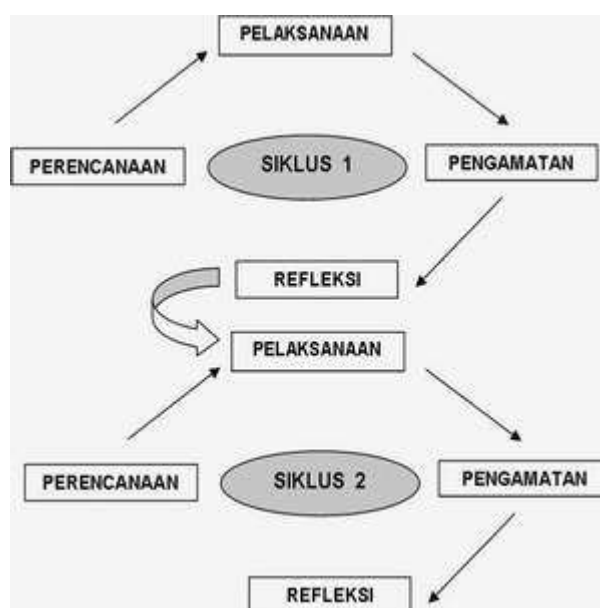 PELAKSANAAN
PERENCANAAN
SIKLUS 1
PENGAMATAN
REFLEKSI
PELAKSANAAN
PERENCANAAN
SIKLUS 2
PENGAMATAN
REFLEKSI